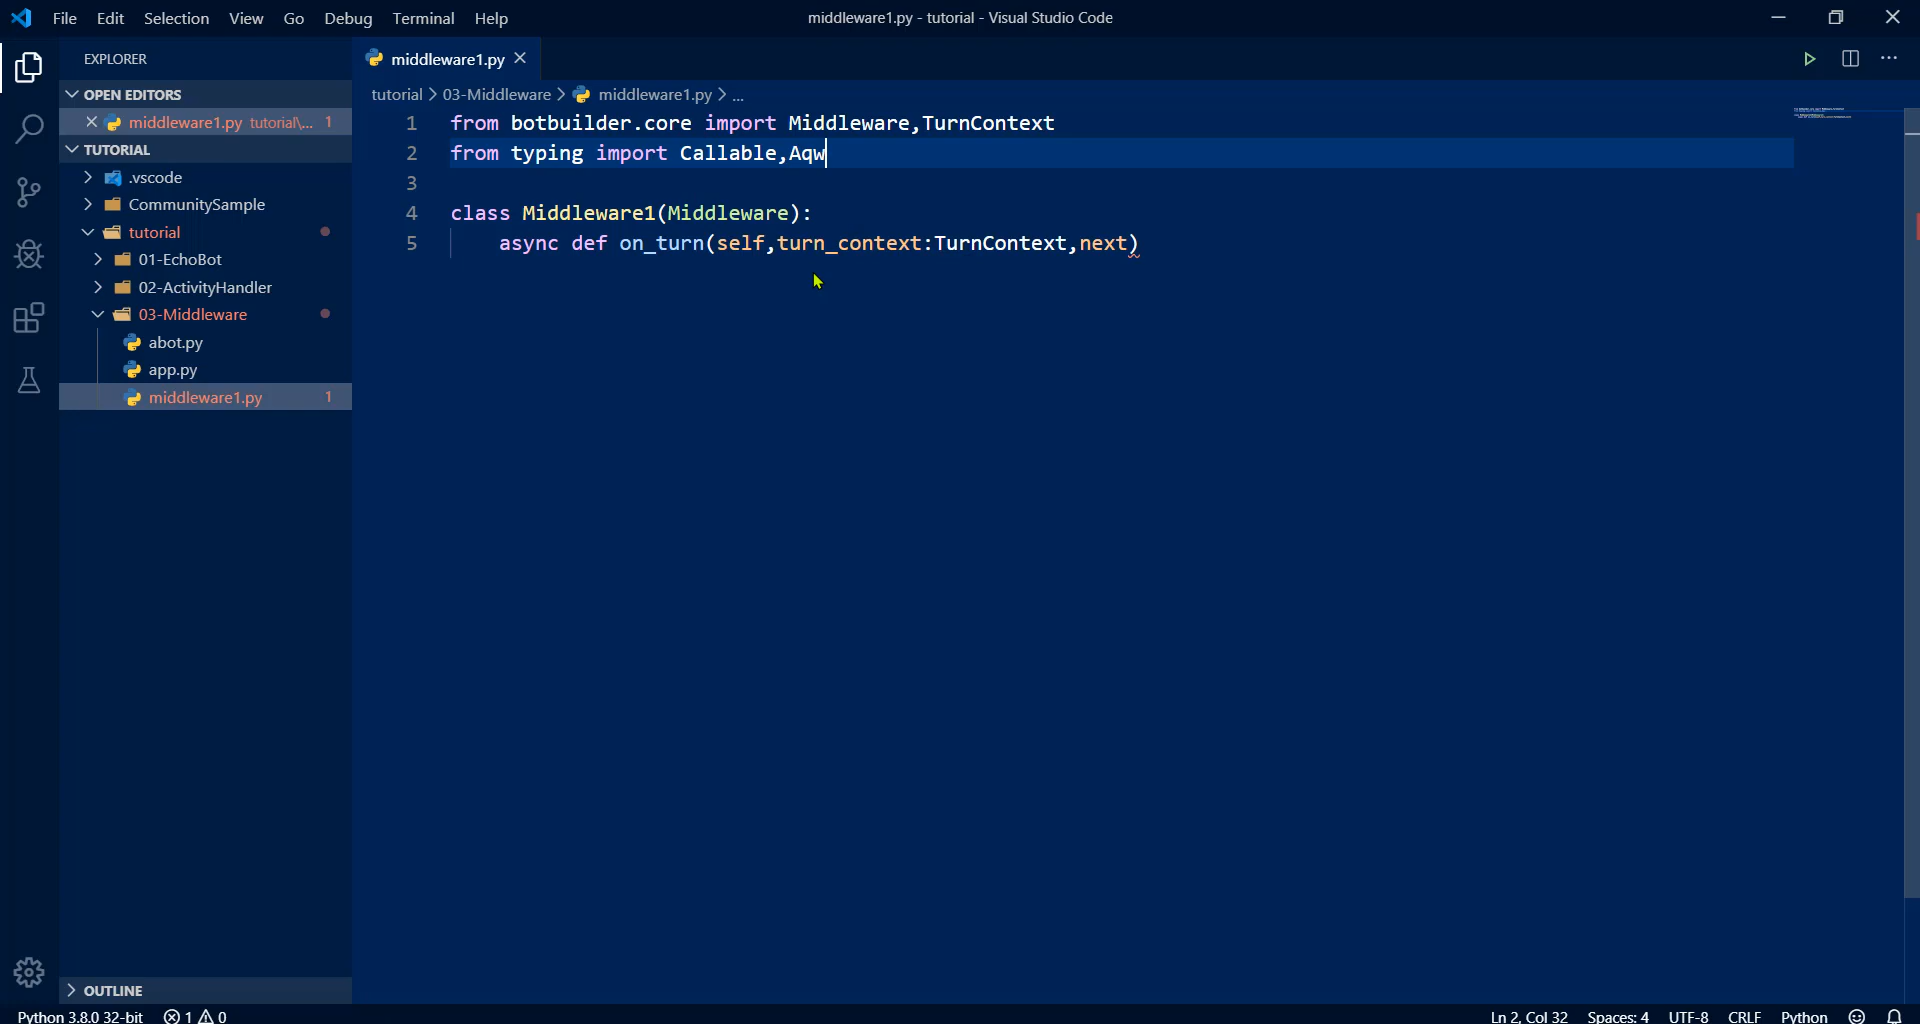 File Edit Selection View Go Debug Terminal Help
middleware1.py - tutorial - Visual Studio Code
EXPLORER
OPEN EDITORS
middleware1.py tutorial\... 1
TUTORIAL
.vscode
CommunitySample
tutorial
01-EchoBot
02-ActivityHandler
03-Middleware
abot.py
app.py
middleware1.py 1
OUTLINE
middleware1.py
tutorial > 03-Middleware > middleware1.py > ...
1 from botbuilder.core import Middleware,TurnContext
2 from typing import Callable,Aqw
3
4 class Middleware1(Middleware):
5 async def on_turn(self,turn_context:TurnContext,next)
Python 3.8.0 32-bit 1 0
Ln 2, Col 32 Spaces: 4 UTF-8 CRLF Python